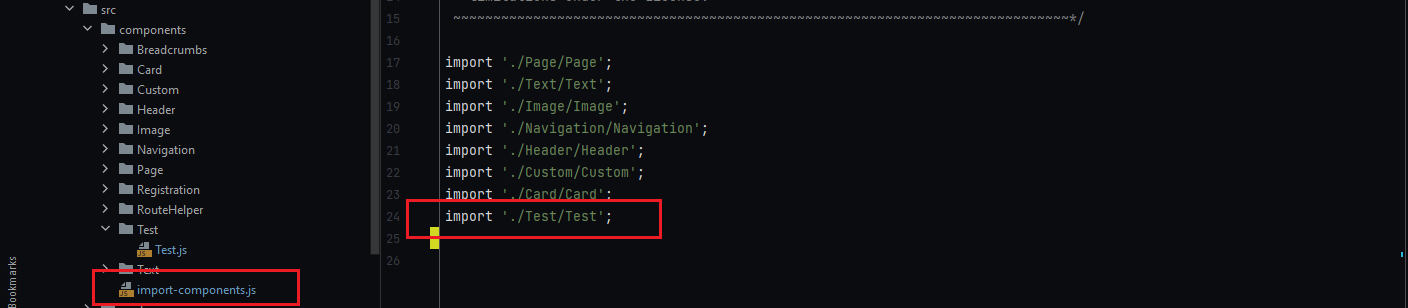 src
components
Breadcrumbs
Card
Custom
Header
Image
Navigation
Page
Registration
RouteHelper
Test
Test.js
Text
import-components.js
Bookmarks
15 ~~~~~~~~~~~~~~~~~~~~~~~~~~~~~~~~~~~~~~~~~~~~~~~~~~~~~~~~~~~~~~~~~~~~~~~~~~~~~*/
16
17 import './Page/Page';
18 import './Text/Text';
19 import './Image/Image';
20 import './Navigation/Navigation';
21 import './Header/Header';
22 import './Custom/Custom';
23 import './Card/Card';
24 import './Test/Test';
25
26